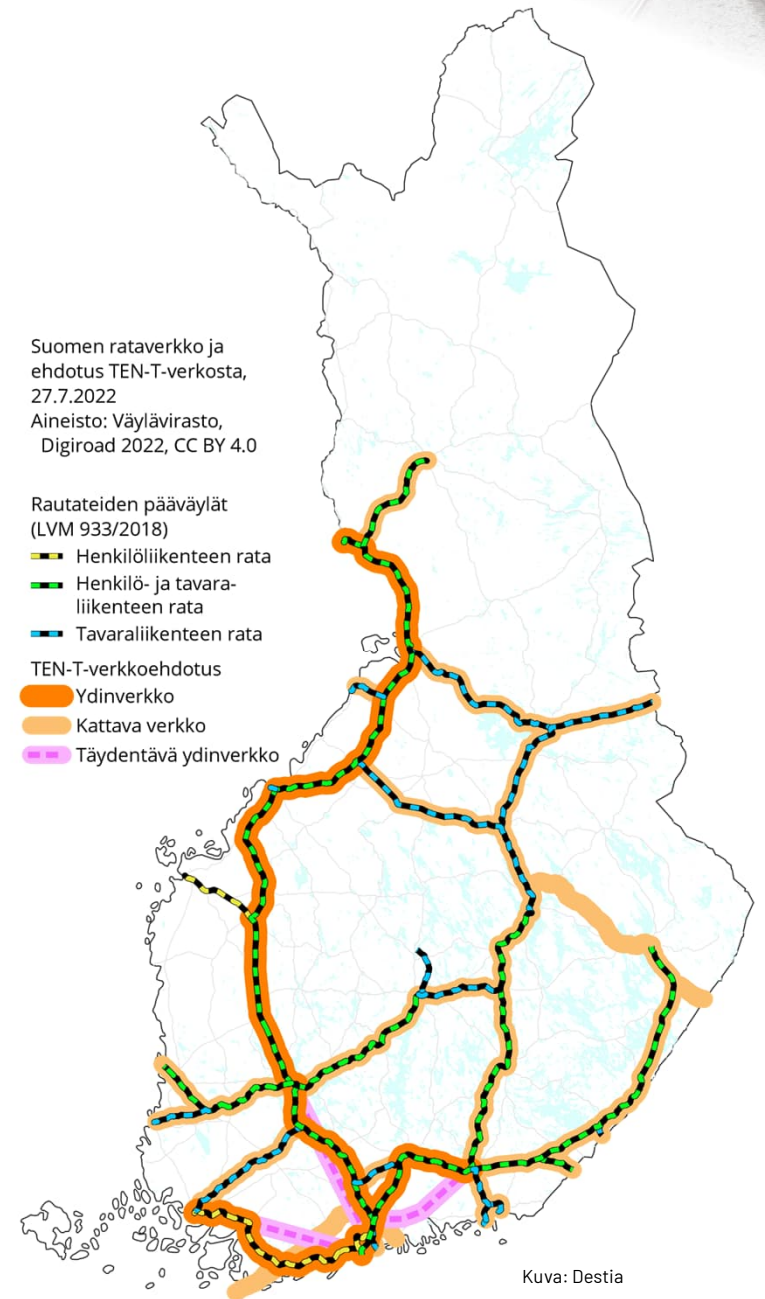 Suomen rataverkko ja
ehdotus TEN-T-verkosta,
27.7.2022
Aineisto: Väylävirasto,
Digiroad 2022, CC BY 4.0
Rautateiden pääväylät
(LVM 933/2018)
Henkilöliikenteen rata
Henkilö- ja tavara-
liikenteen rata
Tavaraliikenteen rata
TEN-T-verkkoehdotus
Ydinverkko
Kattava verkko
Täydentävä ydinverkko
Kuva: Destia